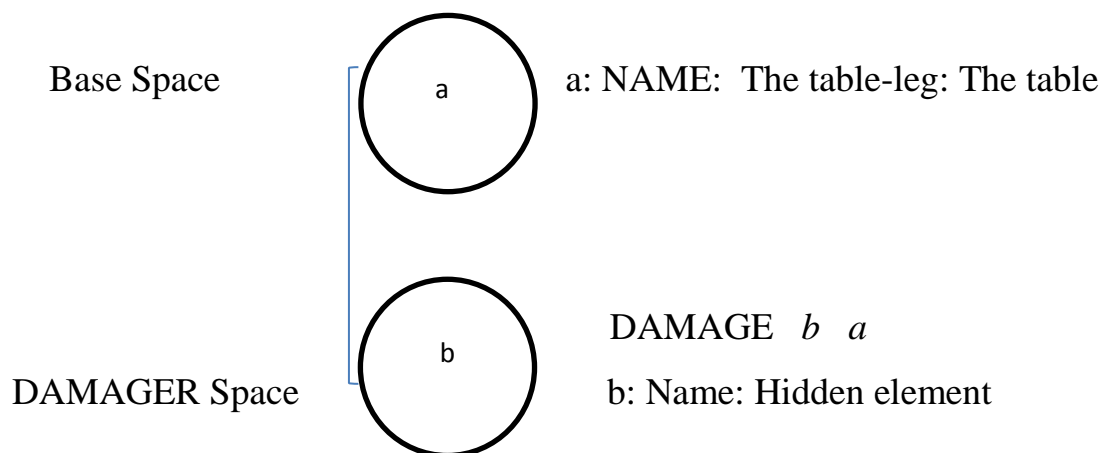 Base Space
a
a: NAME: The table-leg: The table
DAMAGE b a
b
DAMAGER Space
b: Name: Hidden element